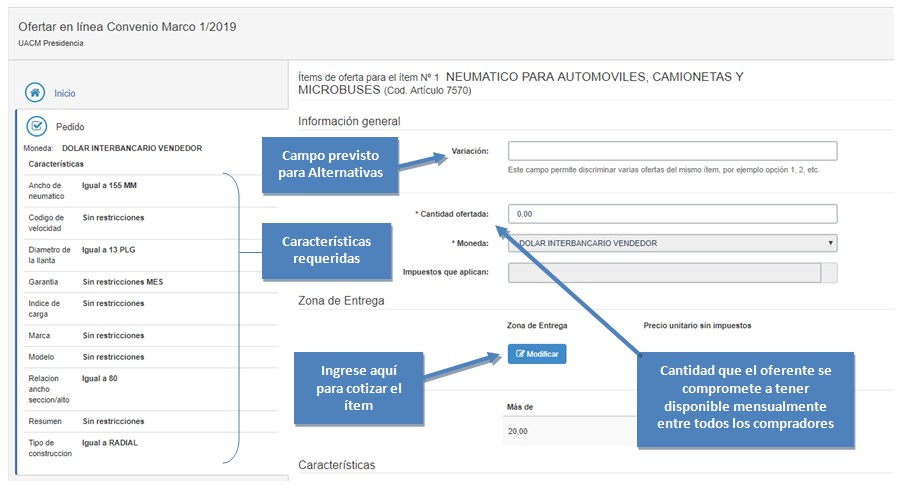 Ofertar en línea Convenio Marco 1/2019
UACM Presidencia
Inicio
Pedido
Moneda: DOLAR INTERBANCARIO VENDEDOR
Características
Ancho de neumatico Igual a 155 MM
Codigo de velocidad Sin restricciones
Diametro de la llanta Igual a 13 PLG
Garantia Sin restricciones MES
Indice de carga Sin restricciones
Marca Sin restricciones
Modelo Sin restricciones
Relacion ancho seccion/alto Igual a 80
Resumen Sin restricciones
Tipo de construccion Igual a RADIAL
Ítems de oferta para el ítem Nº 1 NEUMATICO PARA AUTOMOVILES, CAMIONETAS Y
MICROBUSES (Cod. Artículo 7570)
Información general
Campo previsto
para Alternativas
Variación:
Este campo permite discriminar varias ofertas del mismo ítem, por ejemplo opción 1, 2, etc.
* Cantidad ofertada: 0,00
Características
requeridas
* Moneda: DOLAR INTERBANCARIO VENDEDOR
Impuestos que aplican:
Zona de Entrega
Zona de Entrega Precio unitario sin impuestos
Modificar
Ingrese aquí
para cotizar el
ítem
Cantidad que el oferente se
compromete a tener
disponible mensualmente
entre todos los compradores
Más de
20,00
Características